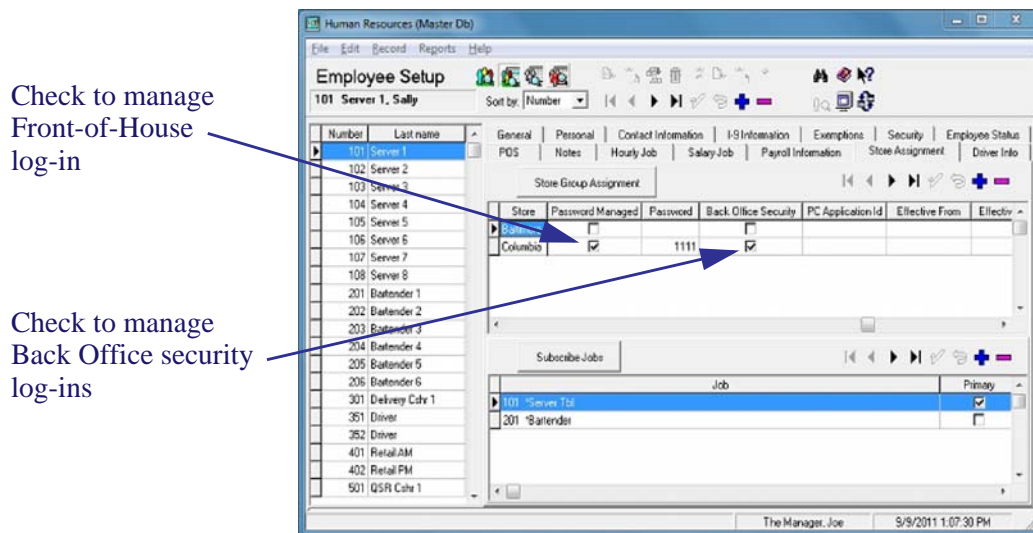 Human Resources (Master Db)
File Edit Record Reports Help
Employee Setup
101 Server 1, Sally
Sort by: Number
Check to manage
Front-of-House
log-in
Check to manage
Back Office security
log-ins
Number Last name
101 Server 1
102 Server 2
103 Server 3
104 Server 4
105 Server 5
106 Server 6
107 Server 7
108 Server 8
201 Bartender 1
202 Bartender 2
203 Bartender 3
204 Bartender 4
205 Bartender 5
206 Bartender 6
301 Delivery Cshr 1
351 Driver
352 Driver
401 Retail AM
402 Retail PM
501 QSR Cshr 1
General Personal Contact Information I-9 Information Exemptions Security Employee Status
POS Notes Hourly Job Salary Job Payroll Information Store Assignment Driver Info
Store Group Assignment
Store Password Managed Password Back Office Security PC Application Id Effective From Effectiv
Baltimore
Columbia 1111
Subscribe Jobs
Job Primary
101 *Server Tbl
201 *Bartender
The Manager, Joe 9/9/2011 1:07:30 PM